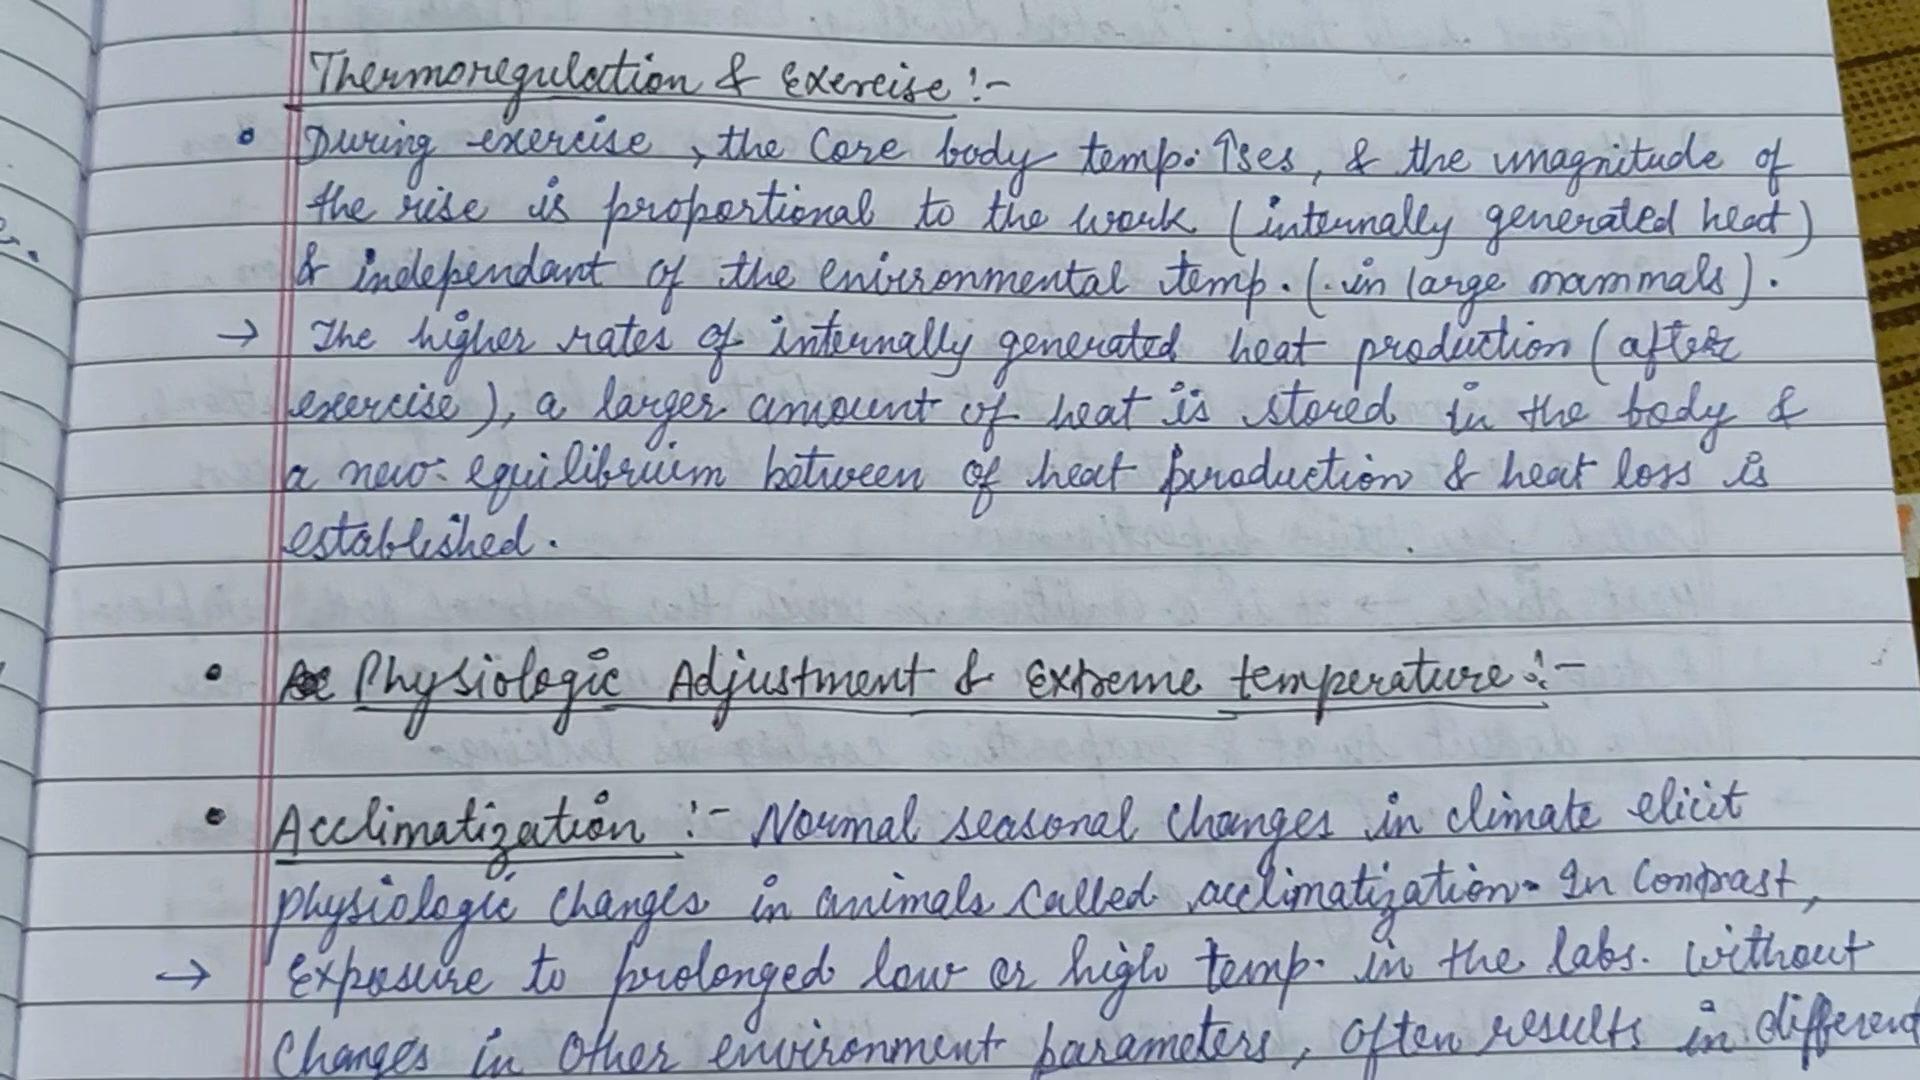 Thermoregulation & Exercise :-
• During exercise, the core body temp. ↑ses, & the magnitude of
the rise is proportional to the work (internally generated heat)
& independant of the enivronmental temp. (in large mammals).
→ The higher rates of internally generated heat production (after
exercise), a larger amount of heat is stored in the body &
a new equilibrium between of heat production & heat loss is
established.
• Physiologic Adjustment & Extreme temperature :-
• Acclimatization :- Normal seasonal changes in climate elicit
physiologic changes in animals called acclimatization. In contrast,
→ Exposure to prolonged low or high temp. in the labs. without
changes in other environment parameters, often results in different